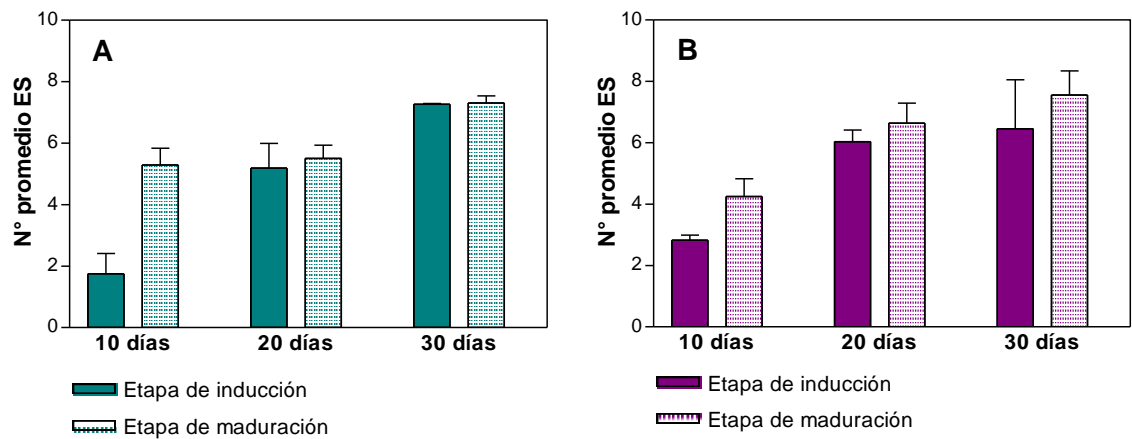 A
N° promedio ES
10
8
6
4
2
0
10 días 20 días 30 días
Etapa de inducción
Etapa de maduración
B
N° promedio ES
10
8
6
4
2
0
10 días 20 días 30 días
Etapa de inducción
Etapa de maduración